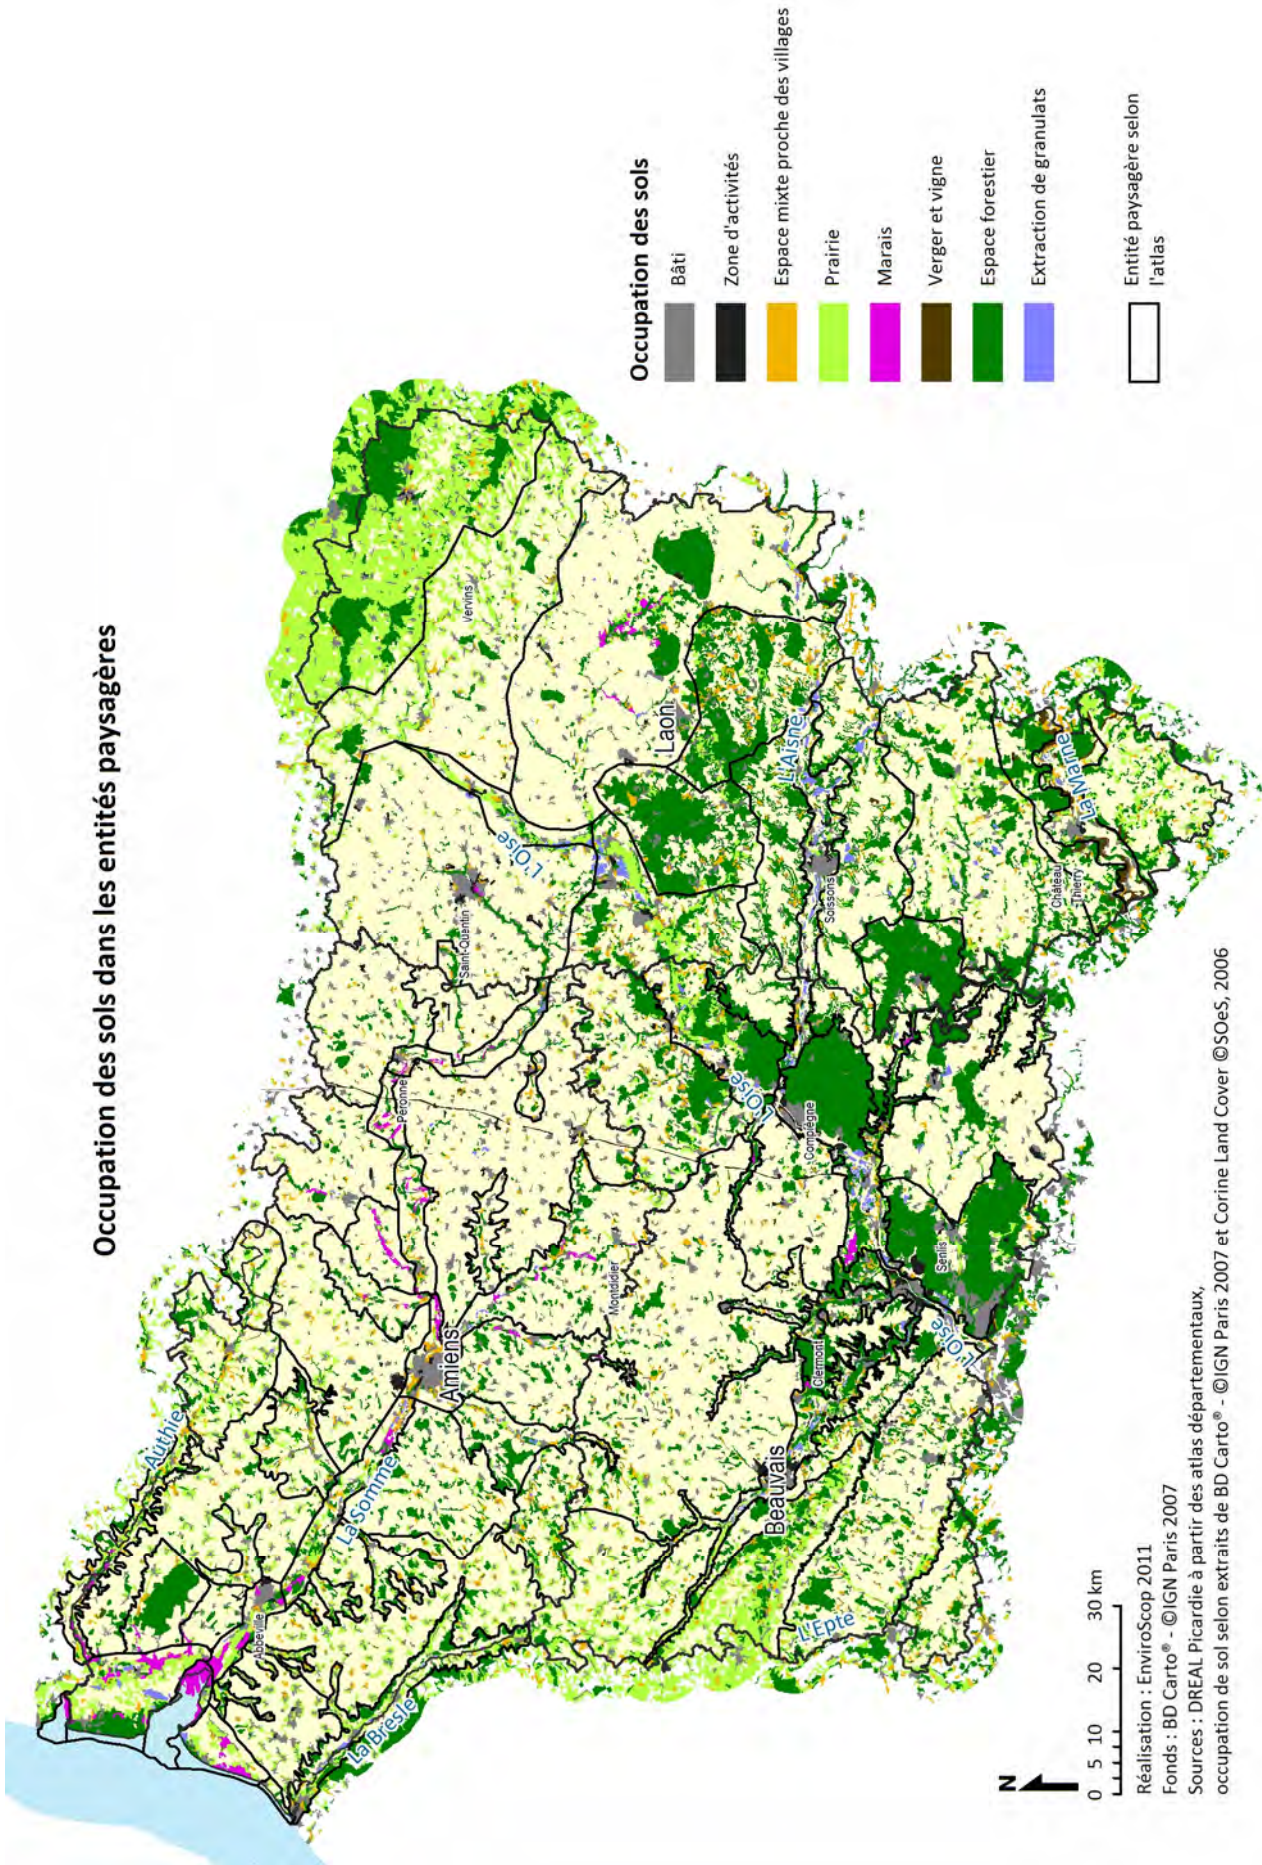 Occupation des sols dans les entités paysagères
Authie
Abbeville
La Somme
La Bresle
Amiens
Péronne
Saint-Quentin
Vervins
L'Oise
Montdidier
Laon
L'Aisne
Soissons
L'Oise
Compiègne
Beauvais
Clermont
L'Epte
Senlis
L'Oise
Château
Thierry
La Marne
Occupation des sols
Bâti
Zone d'activités
Espace mixte proche des villages
Prairie
Marais
Verger et vigne
Espace forestier
Extraction de granulats
Entité paysagère selon
l'atlas
N
0 5 10 20 30 km
Réalisation : EnviroScop 2011
Fonds : BD Carto® - ©IGN Paris 2007
Sources : DREAL Picardie à partir des atlas départementaux,
occupation de sol selon extraits de BD Carto® - ©IGN Paris 2007 et Corine Land Cover ©SOeS, 2006